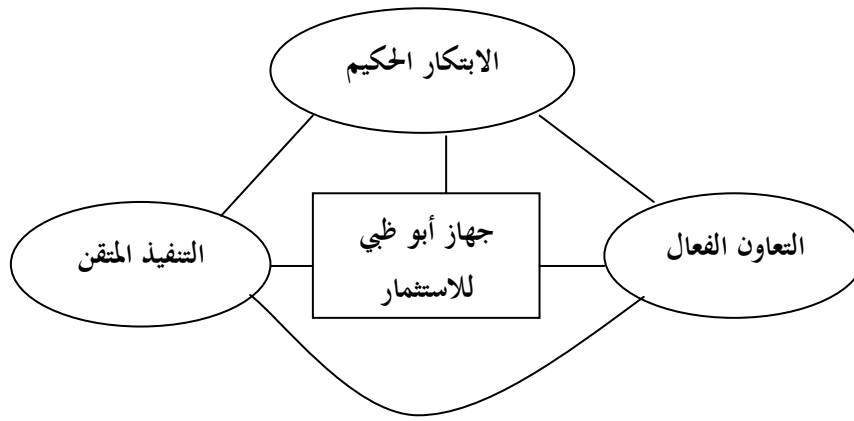 الابتكار الحكيم
التعاون الفعال
جهاز أبو ظبي
للاستثمار
التنفيذ المتقن